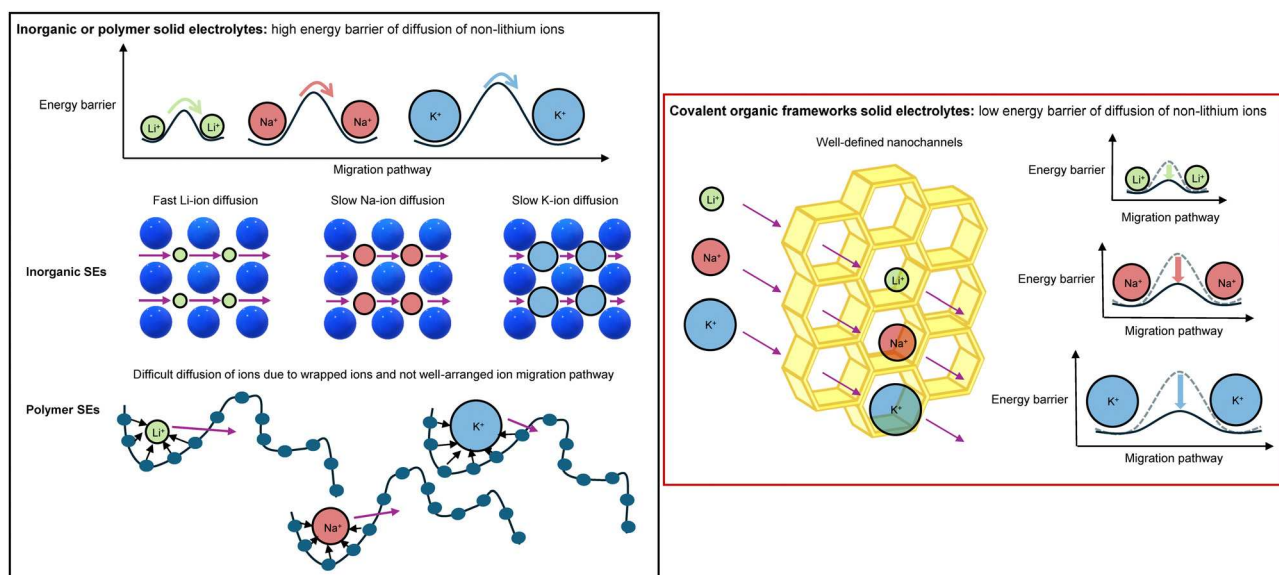 Inorganic or polymer solid electrolytes: high energy barrier of diffusion of non-lithium ions
Energy barrier
Li⁺
Li⁺
Na⁺
Na⁺
K⁺
K⁺
Migration pathway
Fast Li-ion diffusion
Slow Na-ion diffusion
Slow K-ion diffusion
Inorganic SEs
Difficult diffusion of ions due to wrapped ions and not well-arranged ion migration pathway
Polymer SEs
Li⁺
K⁺
Na⁺
Covalent organic frameworks solid electrolytes: low energy barrier of diffusion of non-lithium ions
Well-defined nanochannels
Li⁺
Na⁺
K⁺
Li⁺
Na⁺
K⁺
Energy barrier
Li⁺
Li⁺
Migration pathway
Energy barrier
Na⁺
Na⁺
Migration pathway
Energy barrier
K⁺
K⁺
Migration pathway